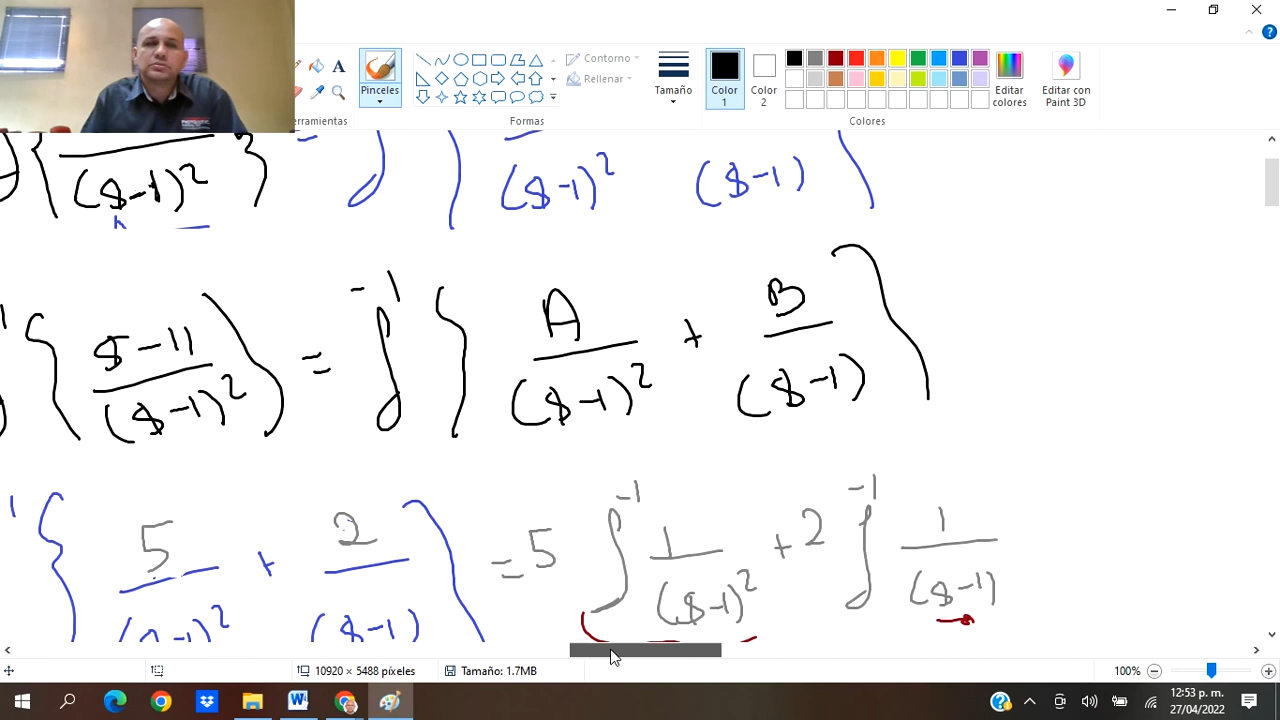 Contorno
Rellenar
Pinceles
Tamaño
Color 1
Color 2
Editar colores
Editar con Paint 3D
erramientas
Formas
Colores
(s-1)² } = ∫ { (s-1)² (s-1) }
{ s-11 / (s-1)² } = ∫⁻¹ { A / (s-1)² + B / (s-1) }
1 { 5 / (s-1)² + 2 / (s-1) } = 5 ∫⁻¹ 1 / (s-1)² + 2 ∫⁻¹ 1 / (s-1)
10920 × 5488 píxeles
Tamaño: 1.7MB
100%
12:53 p. m.
27/04/2022